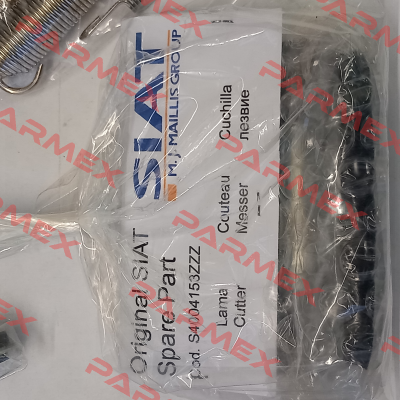 SIAT
M.J. MAILLIS GROUP
Original SIAT
Spare Part
Cod. S4004153ZZZ
Lama Couteau Cuchilla
Cutter Messer лезвие
PARMEX